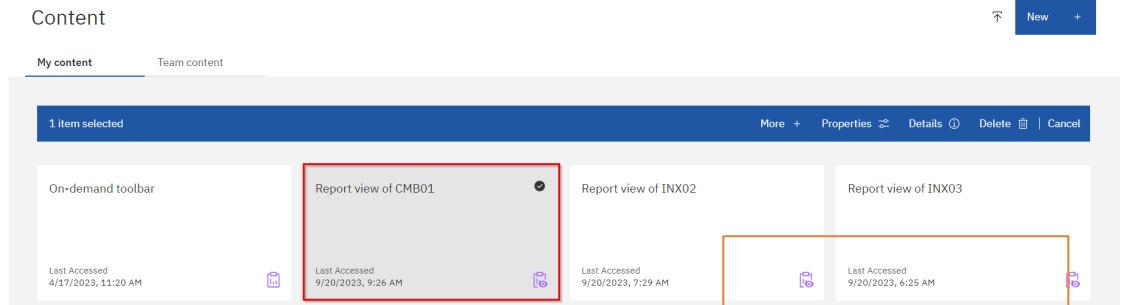 Content
New +
My content Team content
1 item selected More + Properties Details Delete | Cancel
On-demand toolbar
Last Accessed
4/17/2023, 11:20 AM
Report view of CMB01
Last Accessed
9/20/2023, 9:26 AM
Report view of INX02
Last Accessed
9/20/2023, 7:29 AM
Report view of INX03
Last Accessed
9/20/2023, 6:25 AM